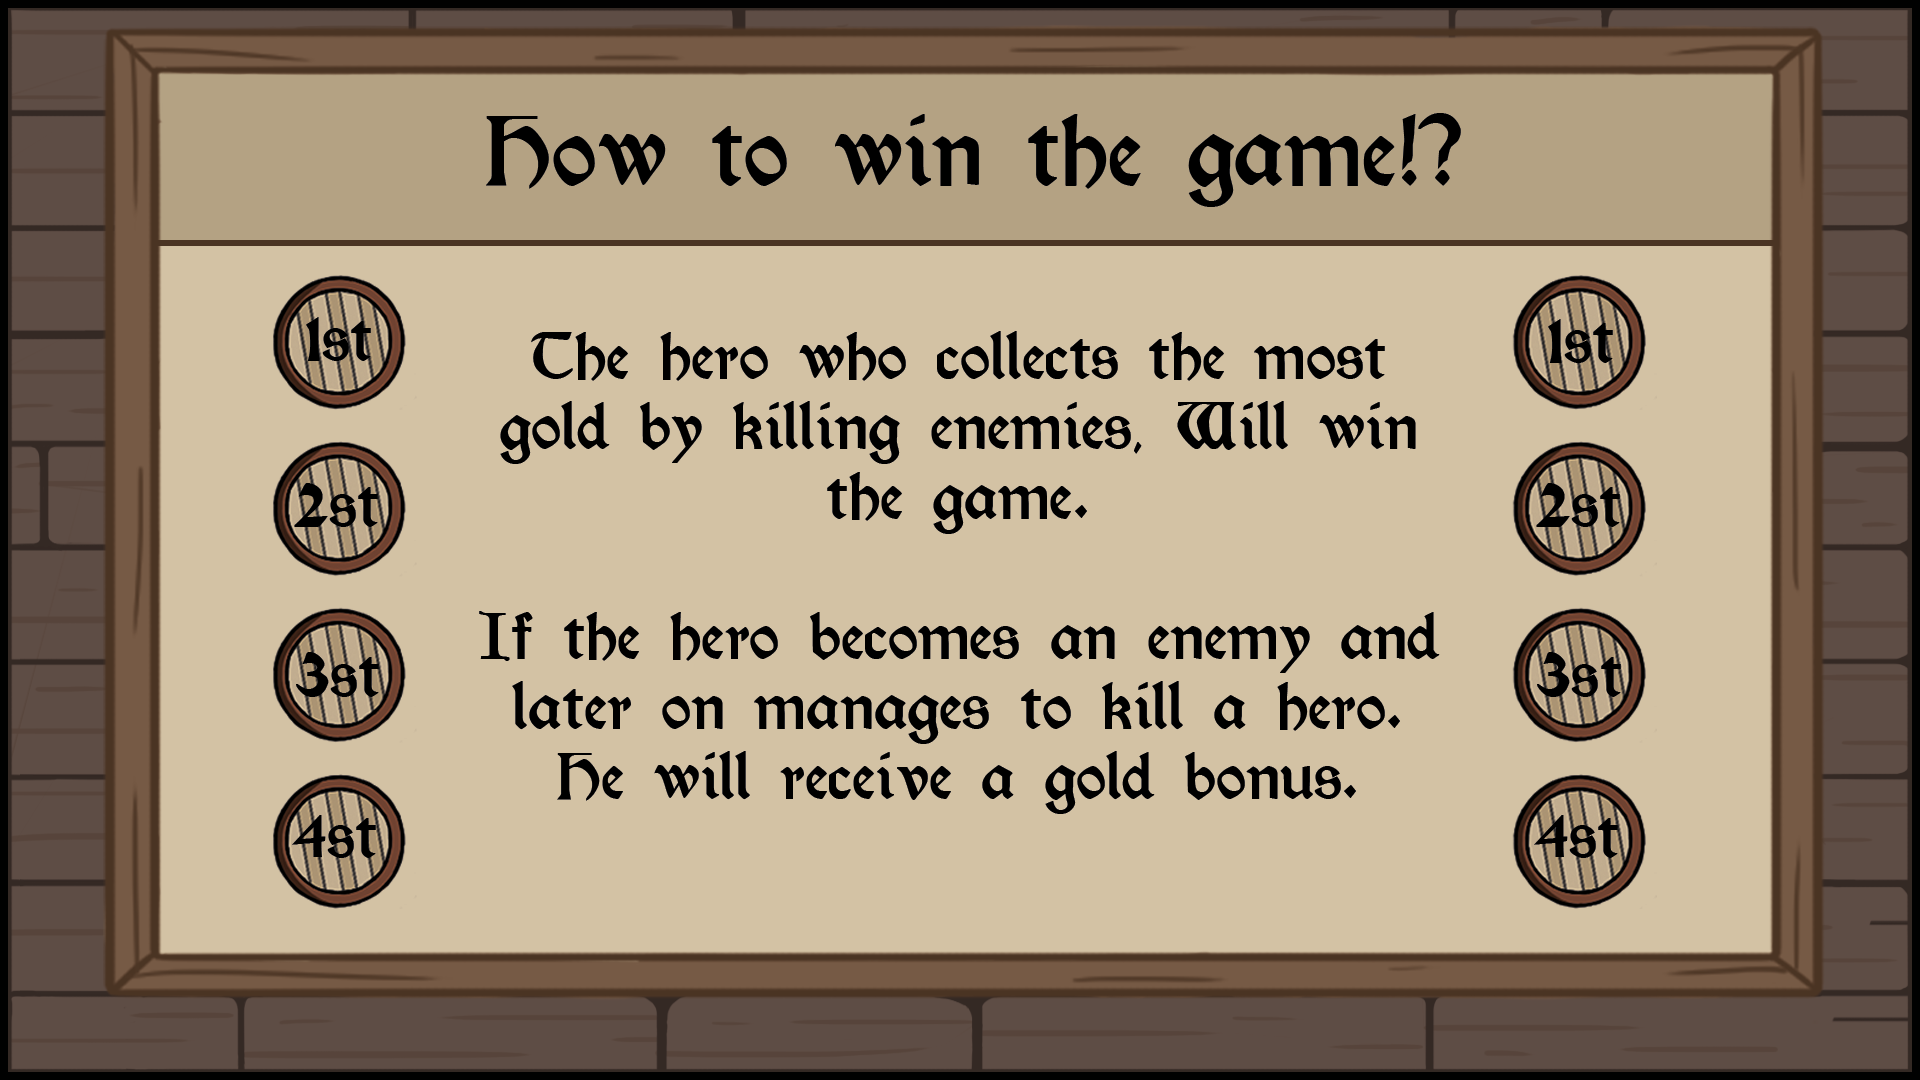 How to win the game!?
1st
2st
3st
4st
The hero who collects the most
gold by killing enemies, Will win
the game.
If the hero becomes an enemy and
later on manages to kill a hero.
He will receive a gold bonus.
1st
2st
3st
4st